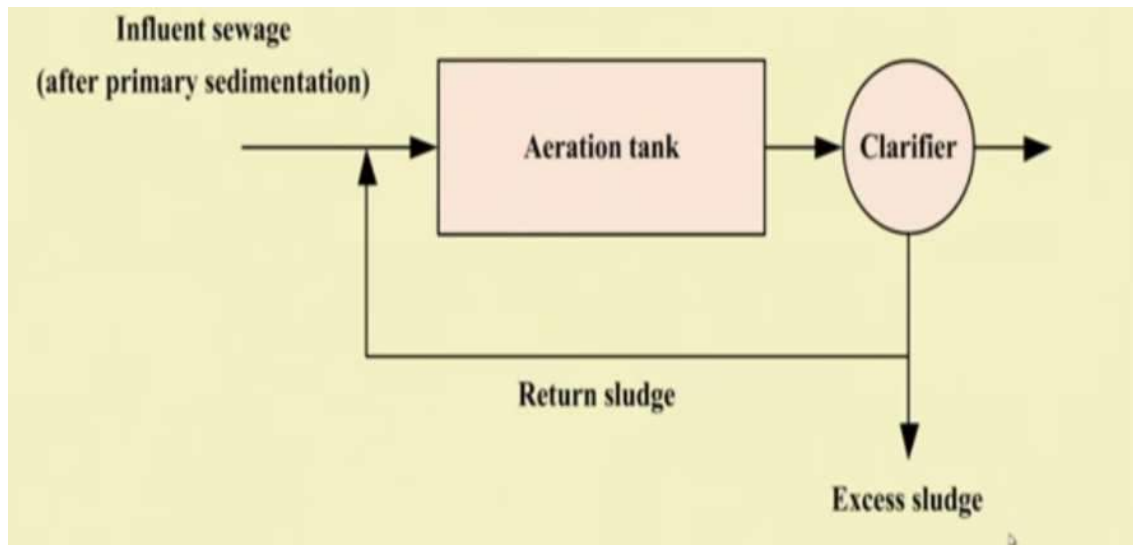 Influent sewage
(after primary sedimentation)
Aeration tank
Clarifier
Return sludge
Excess sludge